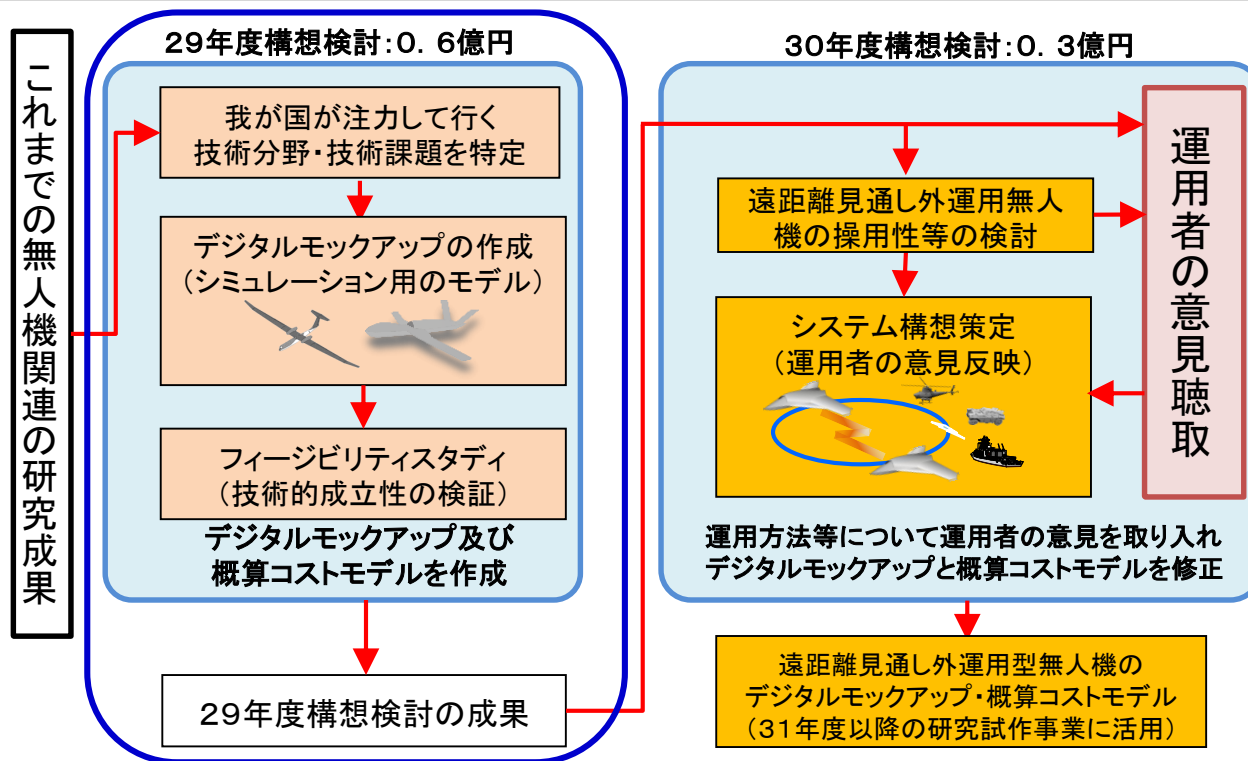 これまでの無人機関連の研究成果
29年度構想検討:0.6億円
我が国が注力して行く
技術分野・技術課題を特定
デジタルモックアップの作成
(シミュレーション用のモデル)
フィージビリティスタディ
(技術的成立性の検証)
デジタルモックアップ及び
概算コストモデルを作成
29年度構想検討の成果
30年度構想検討:0.3億円
遠距離見通し外運用無人
機の操用性等の検討
システム構想策定
(運用者の意見反映)
運用者の意見聴取
運用方法等について運用者の意見を取り入れ
デジタルモックアップと概算コストモデルを修正
遠距離見通し外運用型無人機の
デジタルモックアップ・概算コストモデル
(31年度以降の研究試作事業に活用)